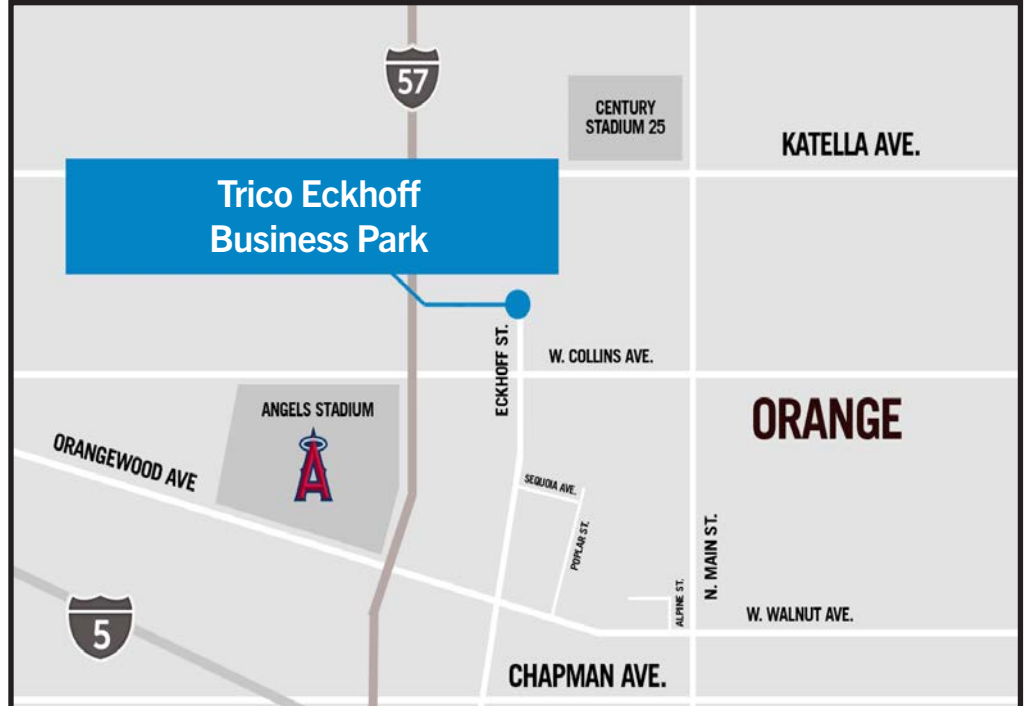 57
CENTURY
STADIUM 25
KATELLA AVE.
Trico Eckhoff
Business Park
ECKHOFF ST.
W. COLLINS AVE.
ANGELS STADIUM
A
ORANGE
ORANGEWOOD AVE
SEQUOIA AVE.
POPLAR ST.
N. MAIN ST.
ALPINE ST.
5
W. WALNUT AVE.
CHAPMAN AVE.